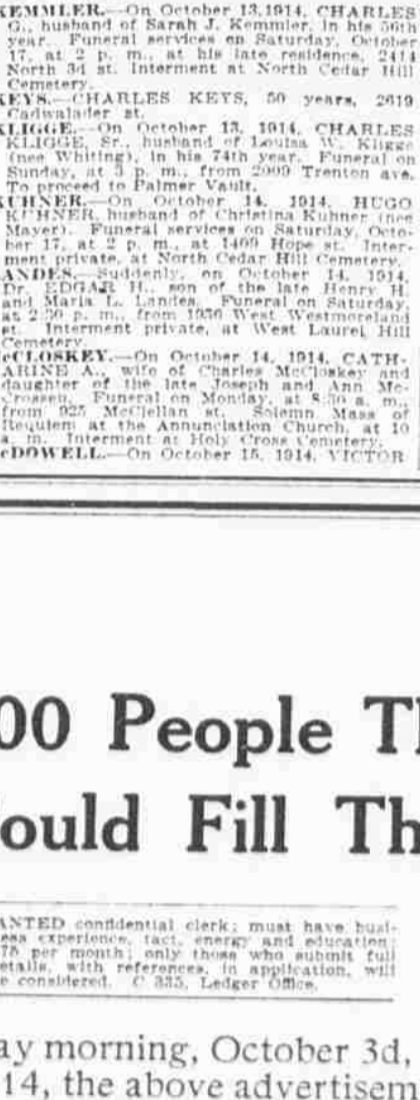 KEMMLER.—On October 13, 1914, CHARLES
G., husband of Sarah J. Kemmler, in his 56th
year. Funeral services on Saturday, October
17, at 2 p. m., at his late residence, 2414
North 3d st. Interment at North Cedar Hill
Cemetery.
KEYS.—CHARLES KEYS, 50 years, 2619
Cadwalader st.
KLIGGE.—On October 13, 1914, CHARLES
KLIGGE, Sr., husband of Louisa W. Kligge
(nee Whiting), in his 74th year. Funeral on
Sunday, at 3 p. m., from 2009 Trenton ave.
To proceed to Palmer Vault.
KUHNER.—On October 14, 1914, HUGO
KUHNER, husband of Christina Kuhner (nee
Mayer). Funeral services on Saturday, Octo-
ber 17, at 2 p. m., at 1409 Hope st. Inter-
ment private, at North Cedar Hill Cemetery.
ANDES.—Suddenly, on October 14, 1914,
Dr. EDGAR H., son of the late Henry H.
and Maria L. Landes. Funeral on Saturday,
at 2:30 p. m., from 1936 West Westmoreland
st. Interment private, at West Laurel Hill
Cemetery.
cCLOSKEY.—On October 14, 1914, CATH-
ARINE A., wife of Charles McCloskey and
daughter of the late Joseph and Ann Mc-
Crossen. Funeral on Monday, at 8:30 a. m.,
from 925 McClellan st. Solemn Mass of
Requiem at the Annunciation Church, at 10
a. m. Interment at Holy Cross Cemetery.
cDOWELL.—On October 15, 1914, VICTOR
00 People Th
ould Fill Th
ANTED confidential clerk; must have busi-
ess experience, tact, energy and education;
75 per month; only those who submit full
etails, with references, in application, will
e considered. C 335, Ledger Office.
ay morning, October 3d,
14, the above advertisem